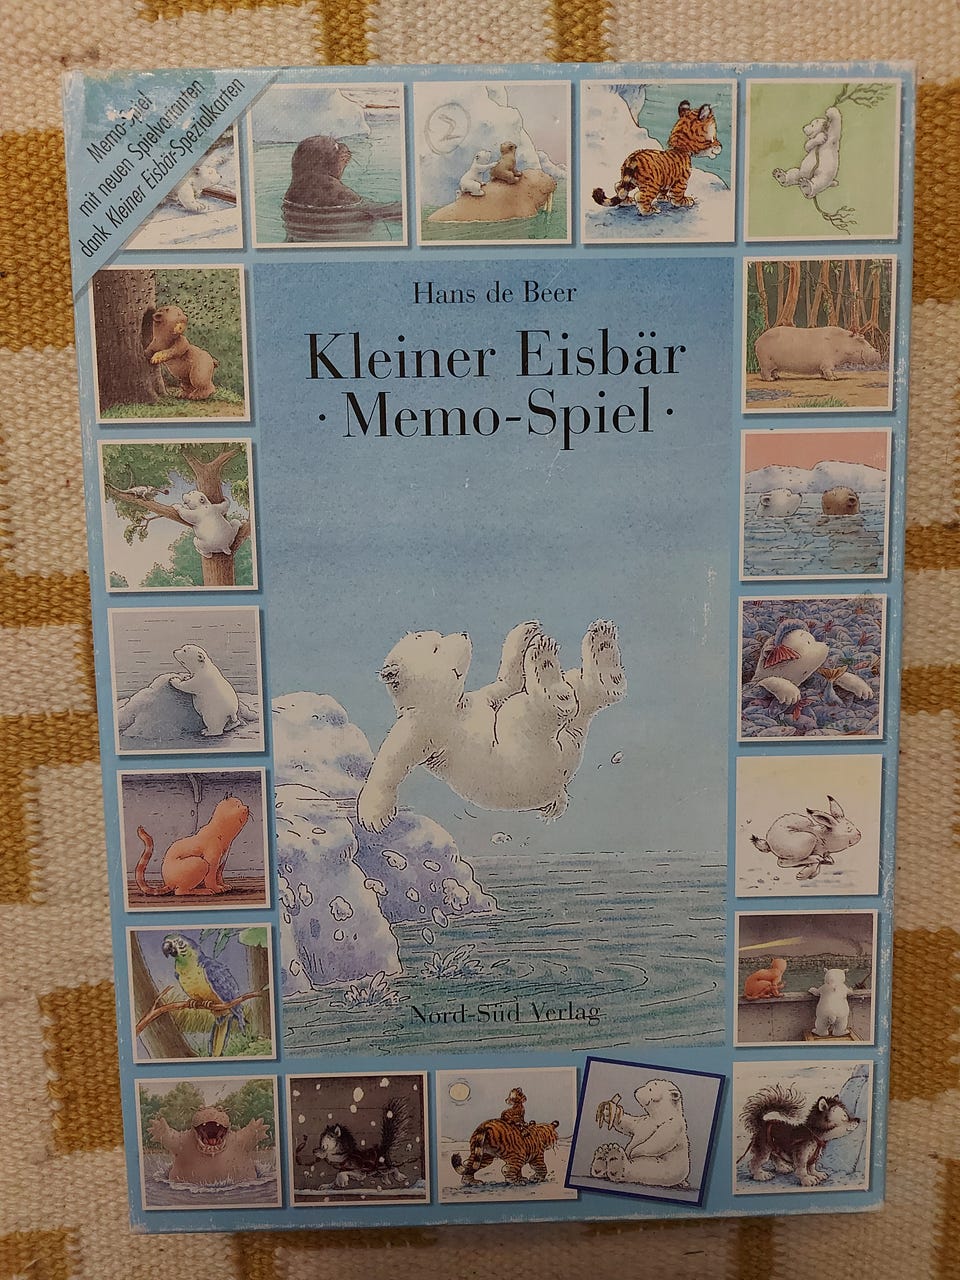 Memo-Spiel
mit neuen Spielvarianten
dank Kleiner Eisbär-Spezialkarten
Hans de Beer
Kleiner Eisbär
· Memo-Spiel ·
Nord-Süd Verlag